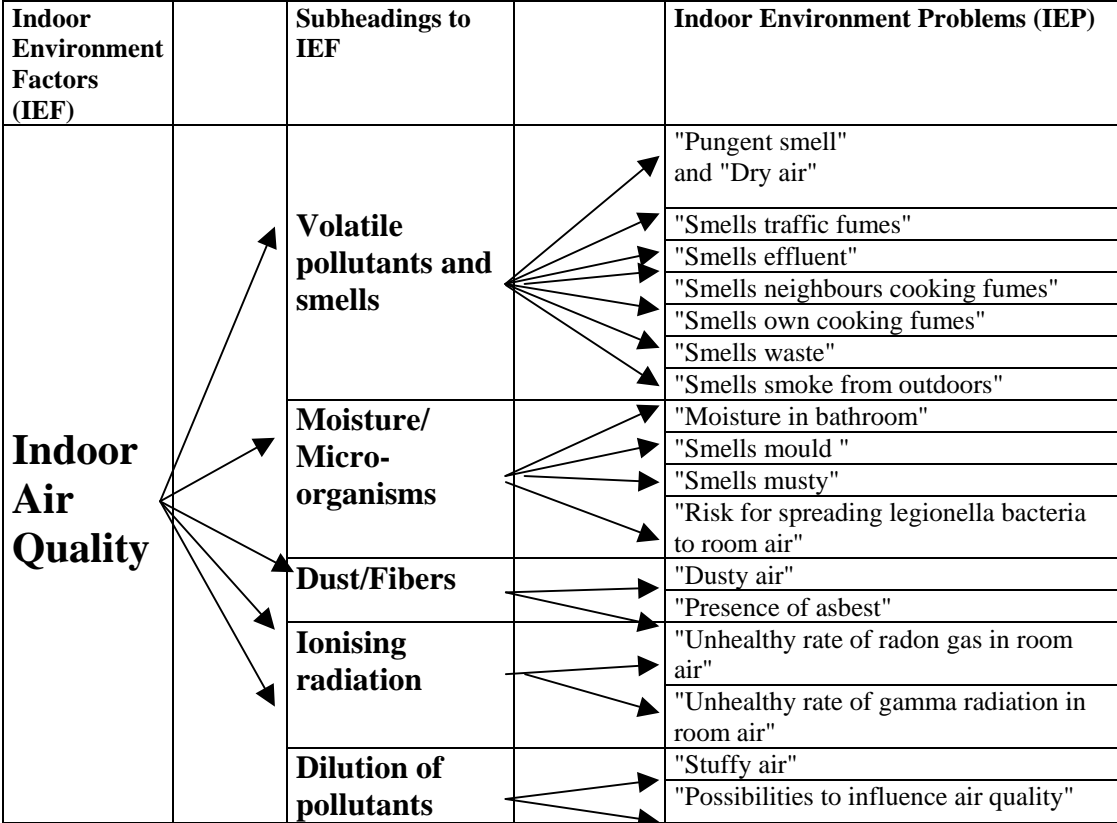 Indoor
Environment
Factors
(IEF)
Subheadings to
IEF
Indoor Environment Problems (IEP)
Indoor
Air
Quality
Volatile
pollutants and
smells
"Pungent smell"
and "Dry air"
"Smells traffic fumes"
"Smells effluent"
"Smells neighbours cooking fumes"
"Smells own cooking fumes"
"Smells waste"
"Smells smoke from outdoors"
Moisture/
Micro-
organisms
"Moisture in bathroom"
"Smells mould "
"Smells musty"
"Risk for spreading legionella bacteria
to room air"
Dust/Fibers
"Dusty air"
"Presence of asbest"
Ionising
radiation
"Unhealthy rate of radon gas in room
air"
"Unhealthy rate of gamma radiation in
room air"
Dilution of
pollutants
"Stuffy air"
"Possibilities to influence air quality"